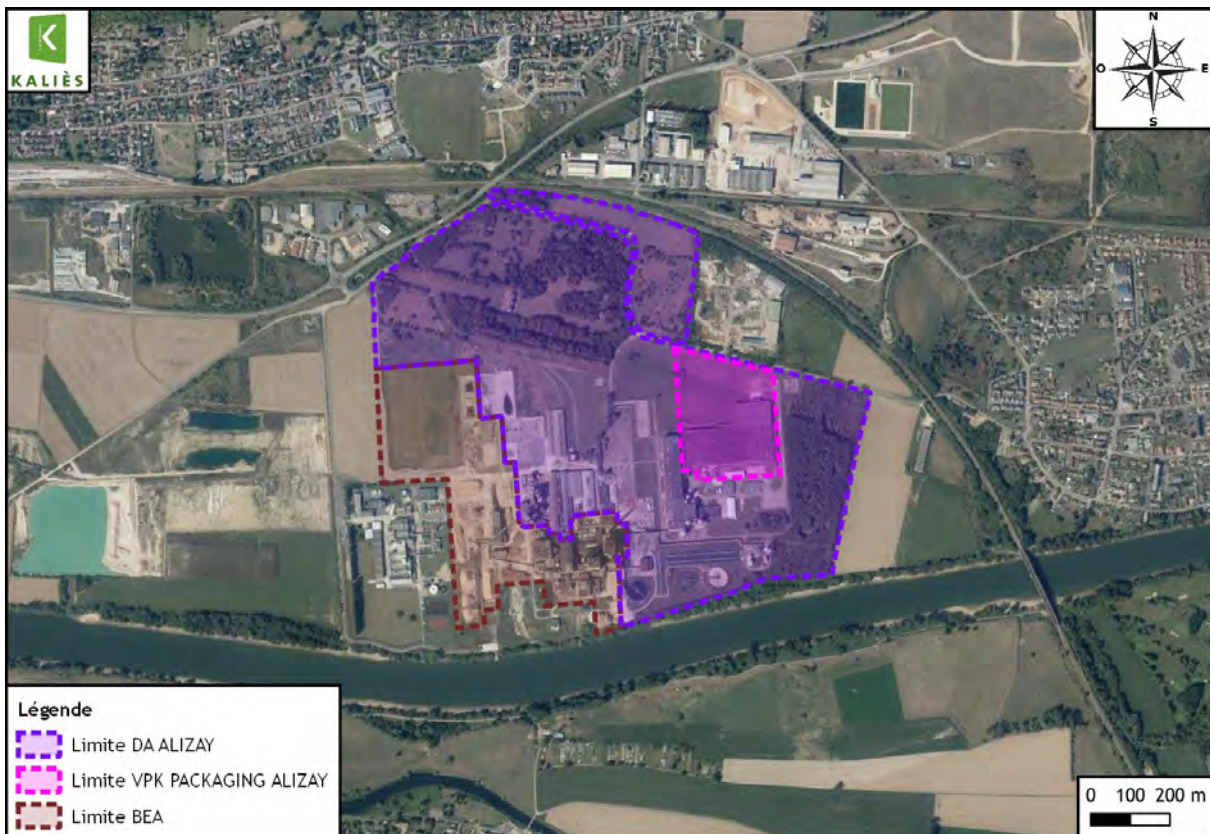 KALIÈS
N
O
E
S
Légende
Limite DA ALIZAY
Limite VPK PACKAGING ALIZAY
Limite BEA
0 100 200 m